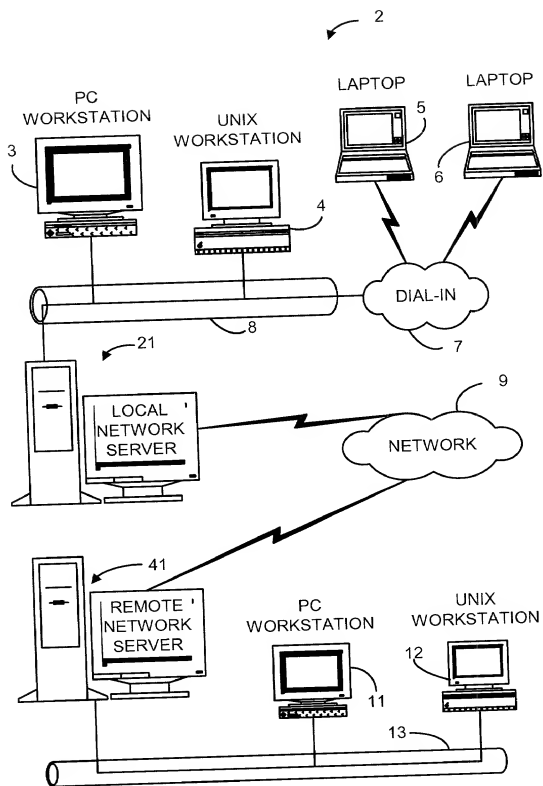 2
PC
WORKSTATION
UNIX
WORKSTATION
LAPTOP
LAPTOP
3
4
5
6
DIAL-IN
7
8
21
LOCAL
NETWORK
SERVER
9
NETWORK
41
REMOTE
NETWORK
SERVER
PC
WORKSTATION
UNIX
WORKSTATION
11
12
13